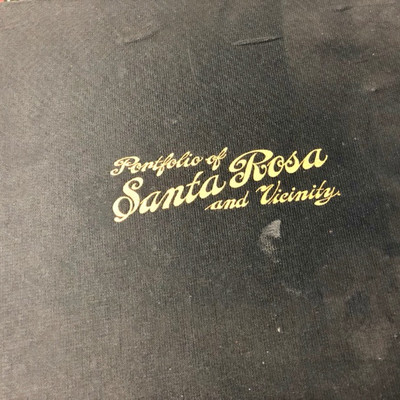 Portfolio of
Santa Rosa
and Vicinity.